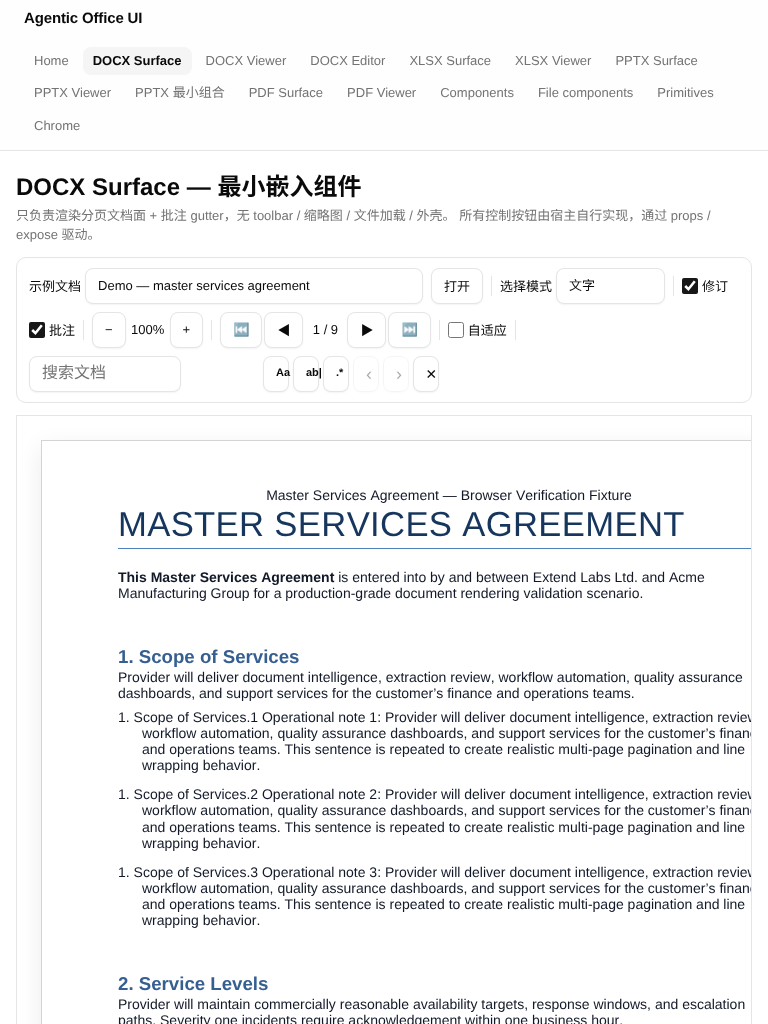 Agentic Office UI
Home DOCX Surface DOCX Viewer DOCX Editor XLSX Surface XLSX Viewer PPTX Surface
PPTX Viewer PPTX 最小组合 PDF Surface PDF Viewer Components File components Primitives
Chrome
DOCX Surface — 最小嵌入组件
只负责渲染分页文档面 + 批注 gutter，无 toolbar / 缩略图 / 文件加载 / 外壳。 所有控制按钮由宿主自行实现，通过 props /
expose 驱动。
示例文档 Demo — master services agreement 打开 选择模式 文字 修订
批注 − 100% + ⏮ ◀ 1 / 9 ▶ ⏭ 自适应
搜索文档 Aa ab| .* ‹ › ✕
Master Services Agreement — Browser Verification Fixture
MASTER SERVICES AGREEMENT
This Master Services Agreement is entered into by and between Extend Labs Ltd. and Acme
Manufacturing Group for a production-grade document rendering validation scenario.
1. Scope of Services
Provider will deliver document intelligence, extraction review, workflow automation, quality assurance
dashboards, and support services for the customer’s finance and operations teams.
1. Scope of Services.1 Operational note 1: Provider will deliver document intelligence, extraction review
workflow automation, quality assurance dashboards, and support services for the customer’s finan
and operations teams. This sentence is repeated to create realistic multi-page pagination and line
wrapping behavior.
1. Scope of Services.2 Operational note 2: Provider will deliver document intelligence, extraction review
workflow automation, quality assurance dashboards, and support services for the customer’s finan
and operations teams. This sentence is repeated to create realistic multi-page pagination and line
wrapping behavior.
1. Scope of Services.3 Operational note 3: Provider will deliver document intelligence, extraction review
workflow automation, quality assurance dashboards, and support services for the customer’s finan
and operations teams. This sentence is repeated to create realistic multi-page pagination and line
wrapping behavior.
2. Service Levels
Provider will maintain commercially reasonable availability targets, response windows, and escalation
paths. Severity one incidents require acknowledgement within one business hour.